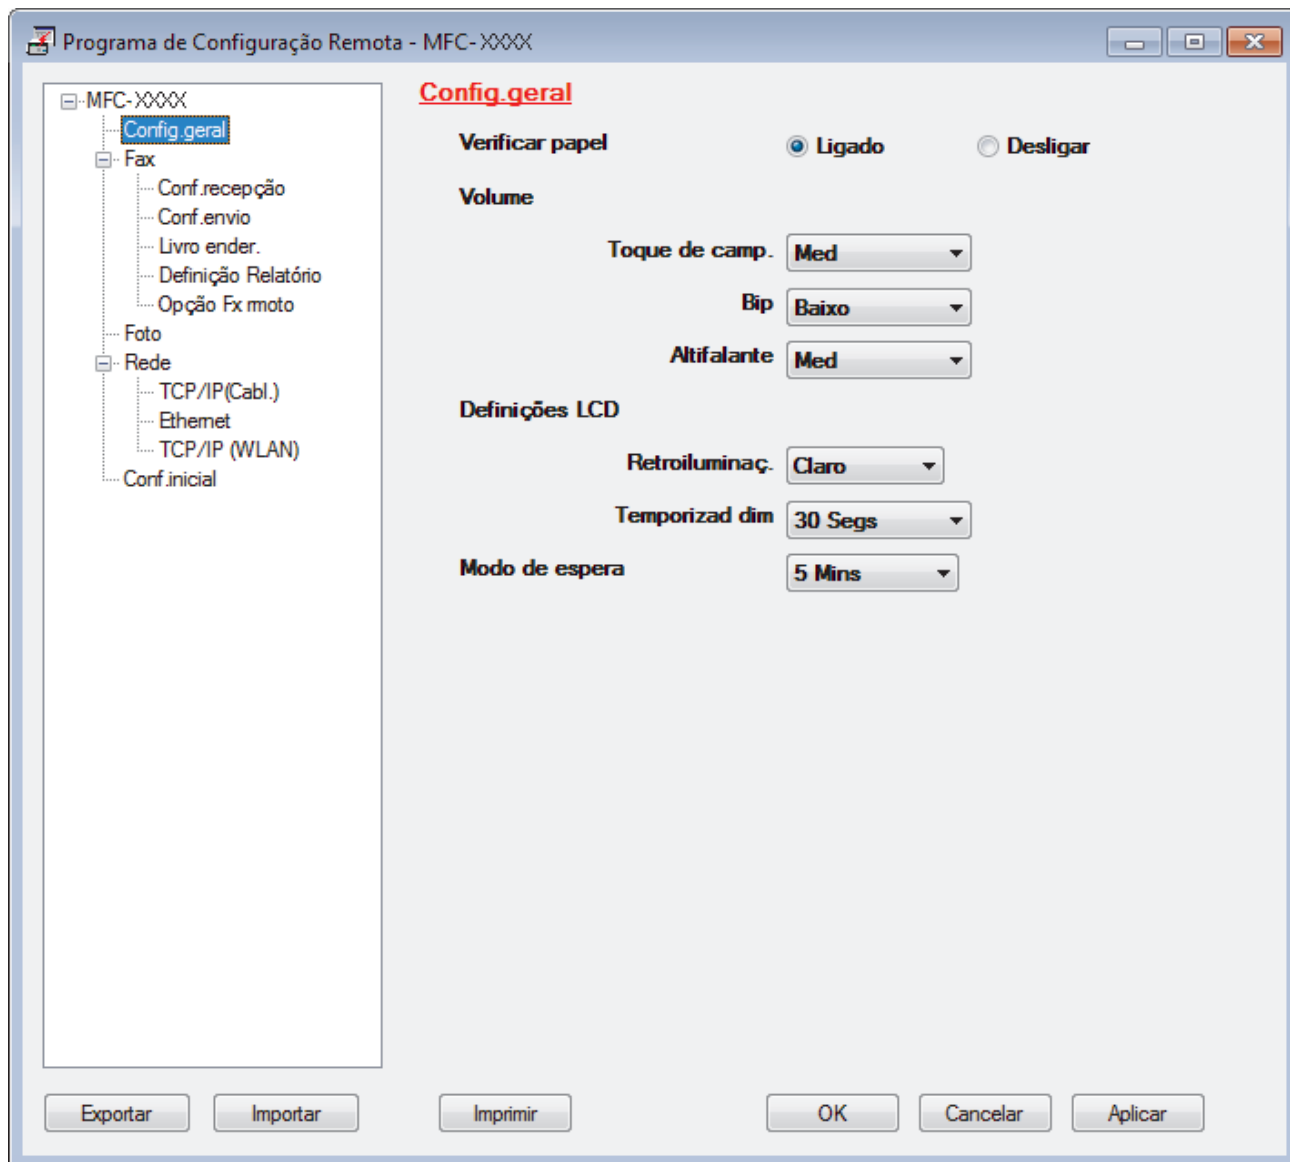 Programa de Configuração Remota - MFC-XXXX
MFC-XXXX
Config.geral
Fax
Conf.recepção
Conf.envio
Livro ender.
Definição Relatório
Opção Fx rmoto
Foto
Rede
TCP/IP(Cabl.)
Ethernet
TCP/IP (WLAN)
Conf.inicial
Config.geral
Verificar papel Ligado Desligar
Volume
Toque de camp. Med
Bip Baixo
Altifalante Med
Definições LCD
Retroiluminaç. Claro
Temporizad dim 30 Segs
Modo de espera 5 Mins
Exportar Importar Imprimir OK Cancelar Aplicar